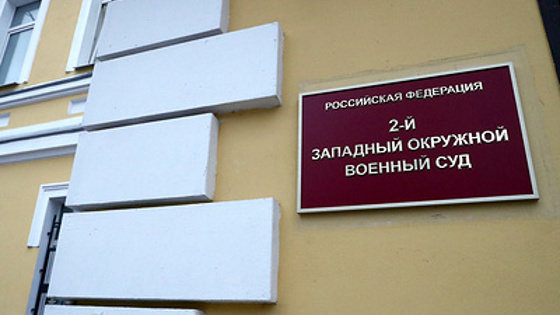 РОССИЙСКАЯ ФЕДЕРАЦИЯ
2-Й
ЗАПАДНЫЙ ОКРУЖНОЙ
ВОЕННЫЙ СУД